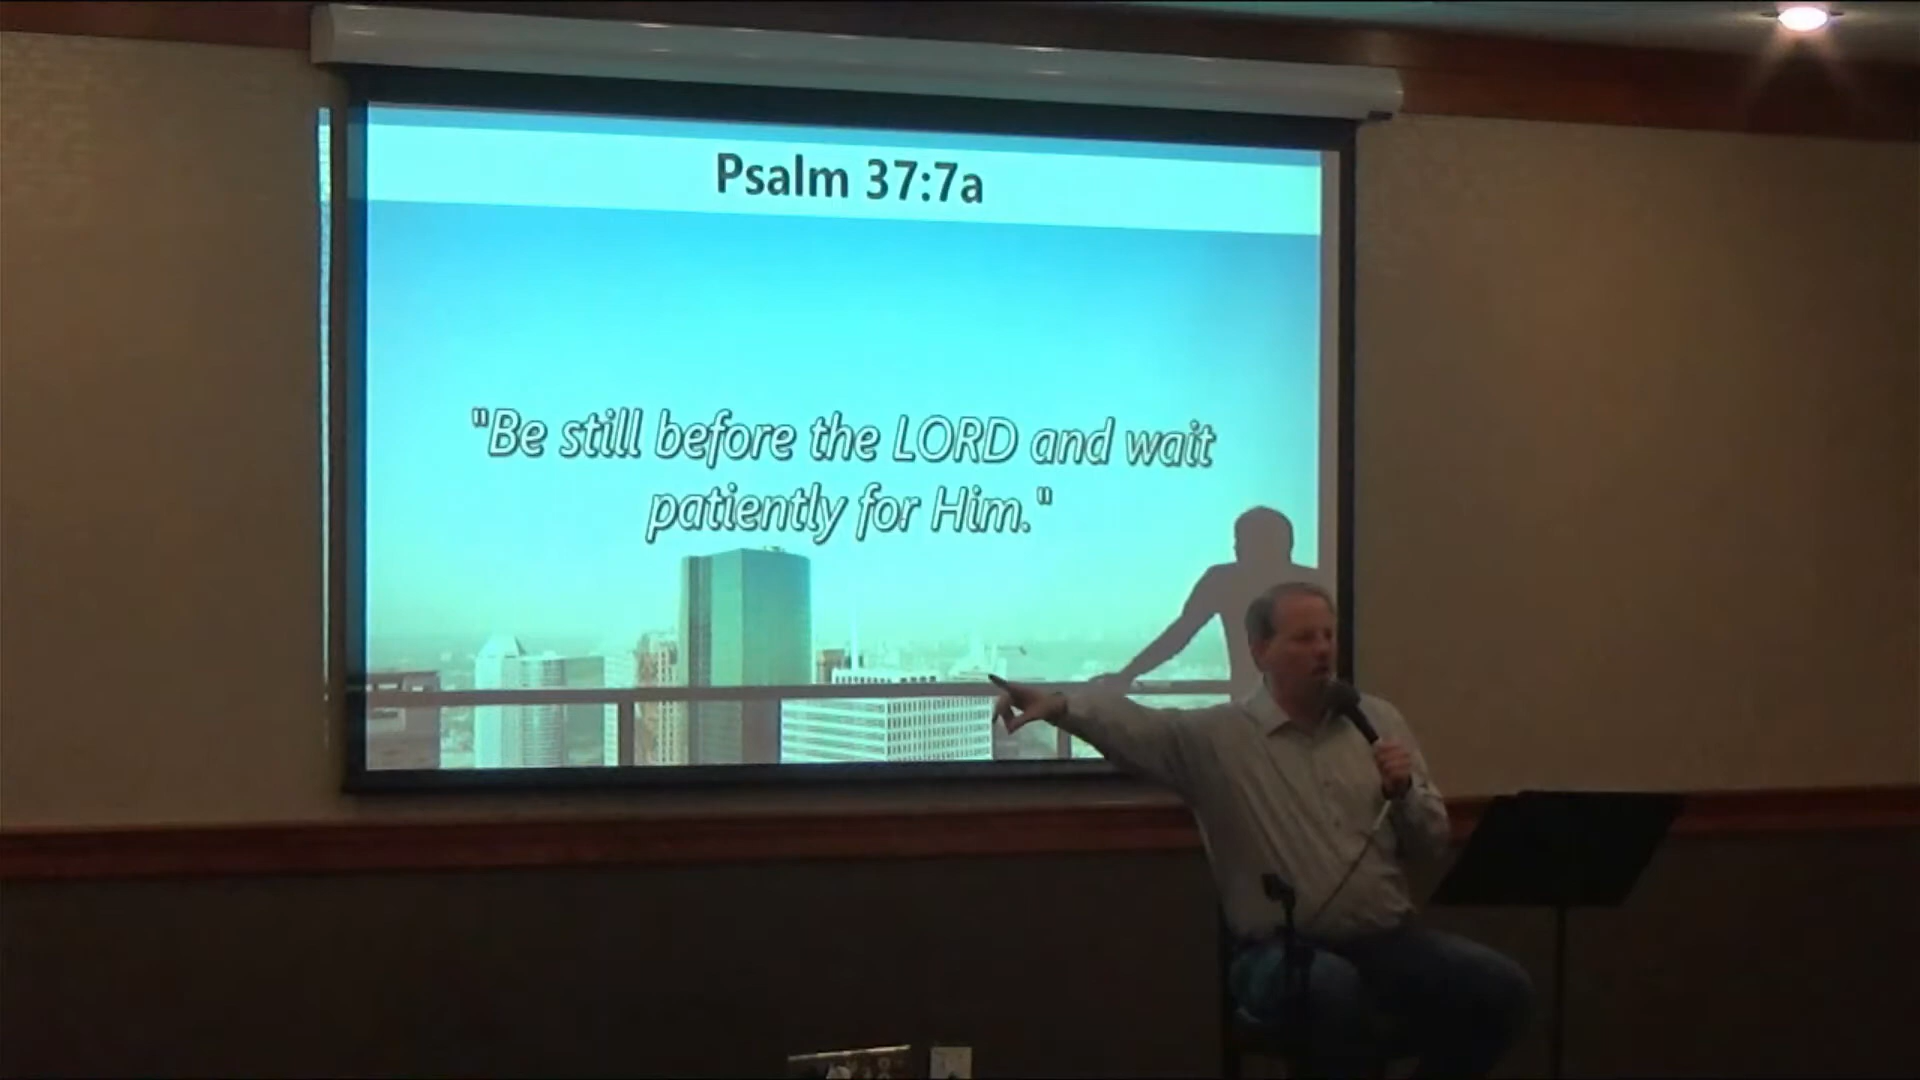 Psalm 37:7a
"Be still before the LORD and wait
patiently for Him."